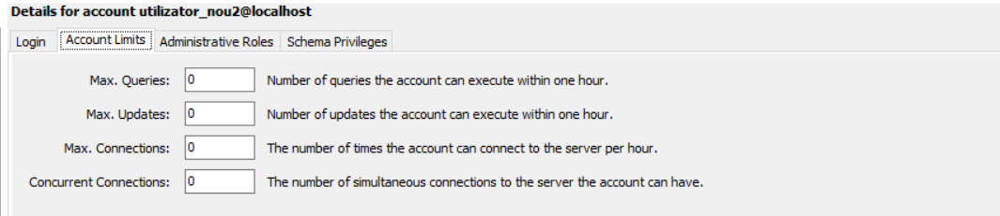 Details for account utilizator_nou2@localhost
Login Account Limits Administrative Roles Schema Privileges
Max. Queries: 0 Number of queries the account can execute within one hour.
Max. Updates: 0 Number of updates the account can execute within one hour.
Max. Connections: 0 The number of times the account can connect to the server per hour.
Concurrent Connections: 0 The number of simultaneous connections to the server the account can have.